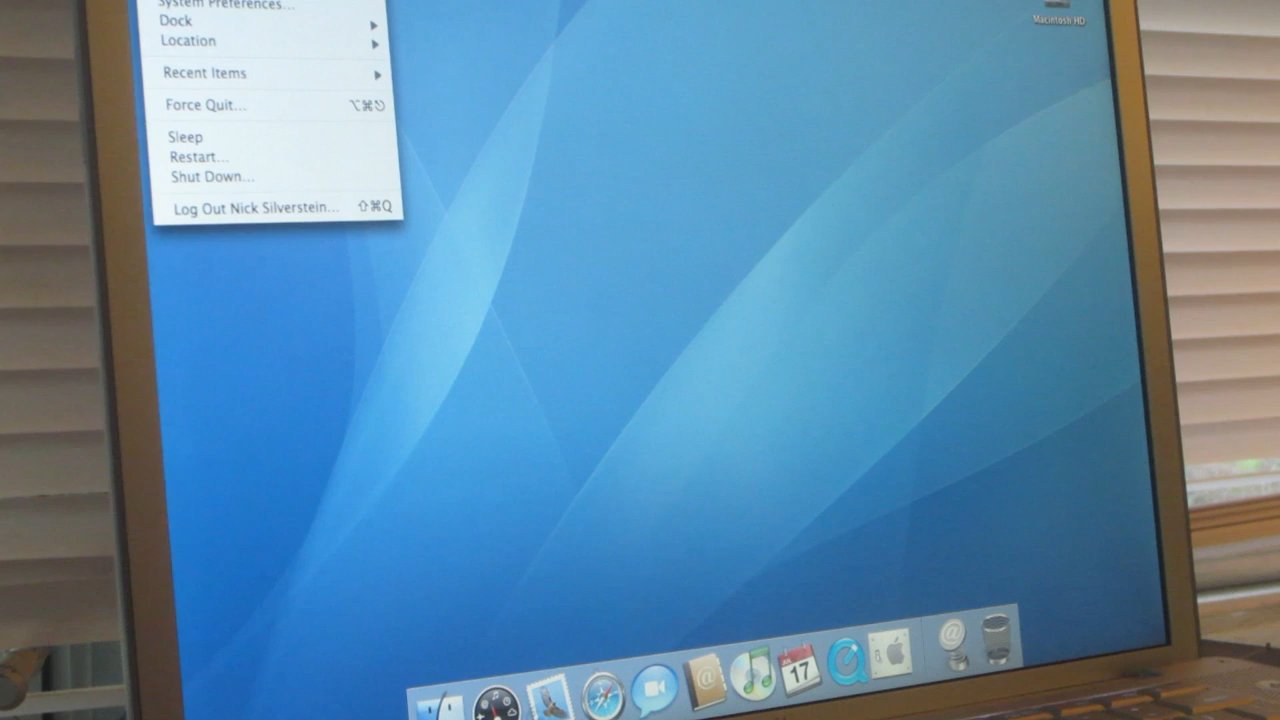 System Preferences...
Dock
Location
Recent Items
Force Quit... ⌥⌘⎋
Sleep
Restart...
Shut Down...
Log Out Nick Silverstein... ⇧⌘Q
Macintosh HD
@
@
17